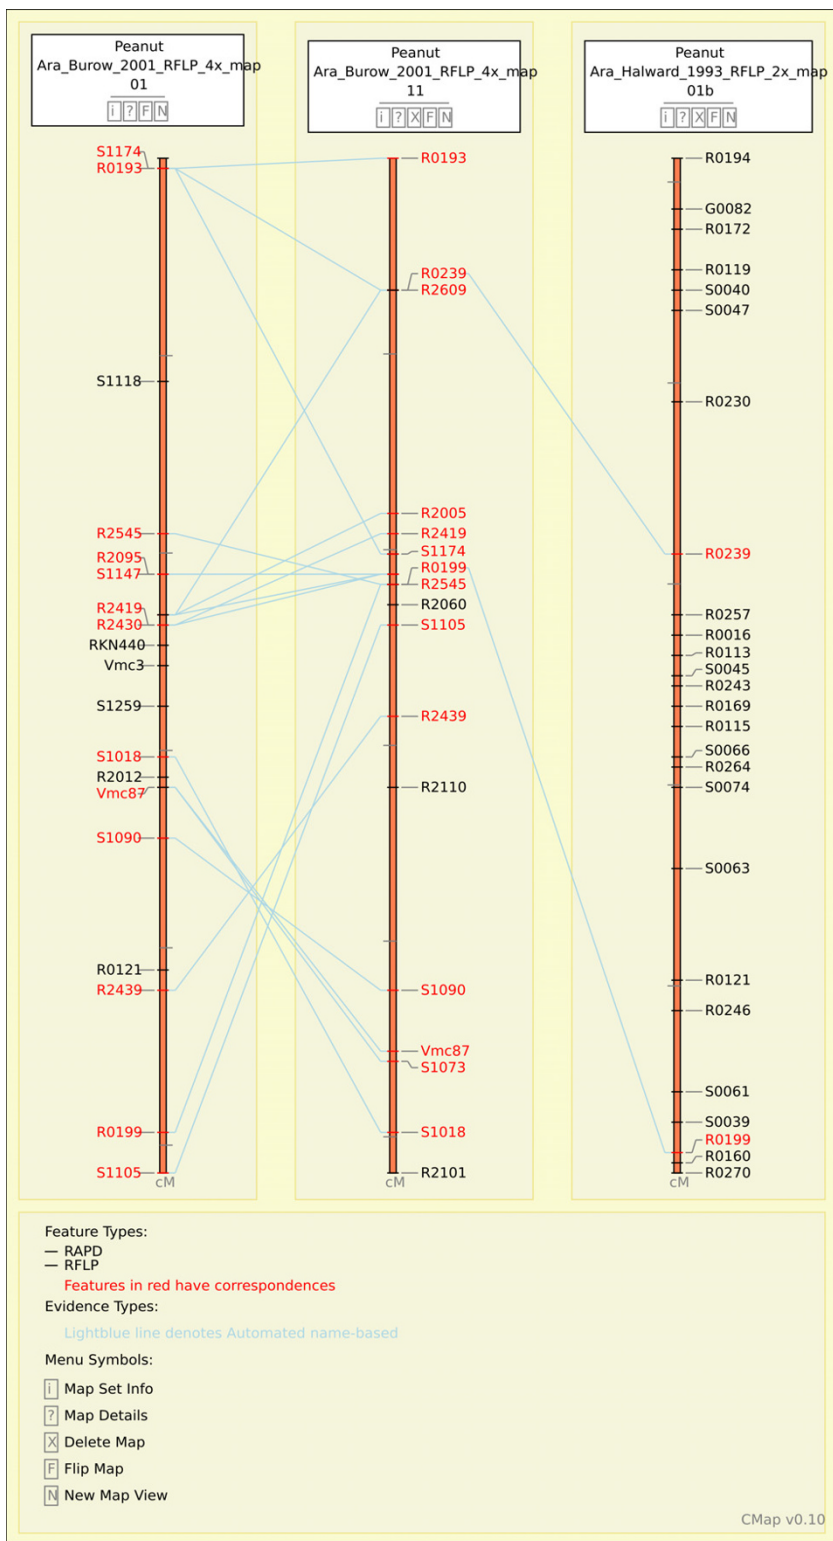 Peanut
Ara_Burow_2001_RFLP_4x_map
01
i ? F N
S1174
R0193
S1118
R2545
R2095
S1147
R2419
R2430
RKN440
Vmc3
S1259
S1018
R2012
Vmc87
S1090
R0121
R2439
R0199
S1105
cM
Peanut
Ara_Burow_2001_RFLP_4x_map
11
i ? X F N
R0193
R0239
R2609
R2005
R2419
S1174
R0199
R2545
R2060
S1105
R2439
R2110
S1090
Vmc87
S1073
S1018
R2101
cM
Peanut
Ara_Halward_1993_RFLP_2x_map
01b
i ? X F N
R0194
G0082
R0172
R0119
S0040
S0047
R0230
R0239
R0257
R0016
R0113
S0045
R0243
R0169
R0115
S0066
R0264
S0074
S0063
R0121
R0246
S0061
S0039
R0199
R0160
R0270
cM
Feature Types:
RAPD
RFLP
Features in red have correspondences
Evidence Types:
Lightblue line denotes Automated name-based
Menu Symbols:
i Map Set Info
? Map Details
X Delete Map
F Flip Map
N New Map View
CMap v0.10